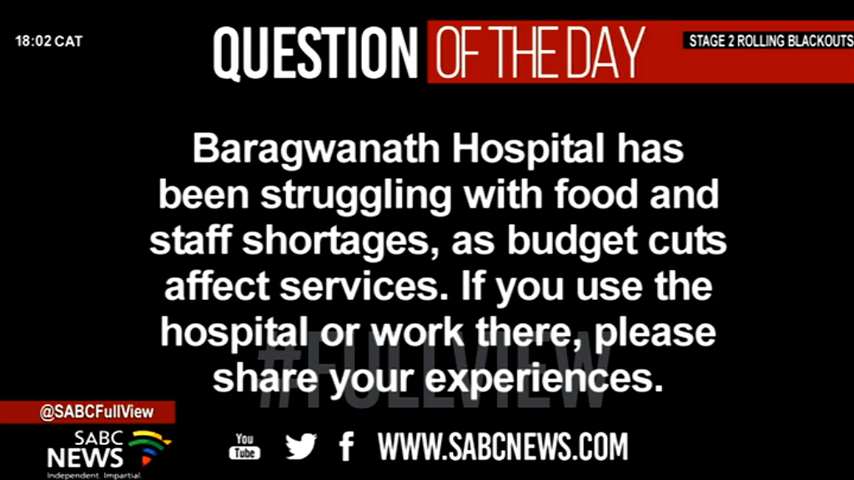 18:02 CAT
QUESTION OF THE DAY
STAGE 2 ROLLING BLACKOUTS
Baragwanath Hospital has
been struggling with food and
staff shortages, as budget cuts
affect services. If you use the
hospital or work there, please
share your experiences.
#FULLVIEW
@SABCFullView
SABC
NEWS
Independent. Impartial.
You
Tube
WWW.SABCNEWS.COM